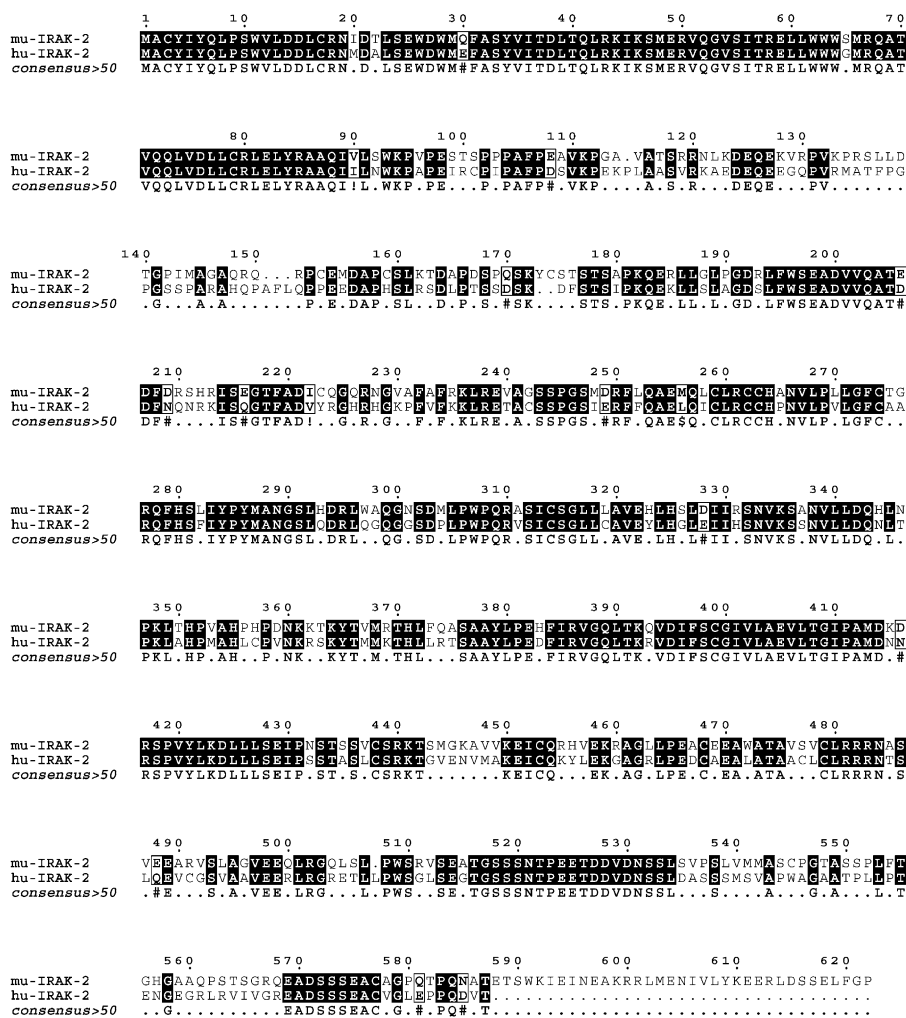 1 10 20 30 40 50 60 70
mu-IRAK-2 MACYIYQLPSWVLDDLCRNIDTLSEWDWMQFASYVITDLTQLRKIKSMERVQGVSITRELLWWWSMRQAT
hu-IRAK-2 MACYIYQLPSWVLDDLCRNMDALSEWDWMEFASYVITDLTQLRKIKSMERVQGVSITRELLWWWGMRQAT
consensus>50 MACYIYQLPSWVLDDLCRN.D.LSEWDWM#FASYVITDLTQLRKIKSMERVQGVSITRELLWWW.MRQAT
80 90 100 110 120 130
mu-IRAK-2 VQQLVDLLCRLELYRAAQIVLSWKPVPESTSPPPAFPEAVKPGA.VATSRRNLKDEQEKVRPVKPRSLLD
hu-IRAK-2 VQQLVDLLCRLELYRAAQIILNWKPAPEIRCPIPAFPDSVKPEKPLAASVRKAEDEQEEGQPVRMATFPG
consensus>50 VQQLVDLLCRLELYRAAQI!L.WKP.PE...P.PAFP#.VKP....A.S.R...DEQE...PV.......
140 150 160 170 180 190 200
mu-IRAK-2 TGPIMAGAQRQ...RPCEMDAPCSLKTDAPDSPQSKYCSTSTSAPKQERLLGLPGDRLFWSEADVVQATE
hu-IRAK-2 PGSSPARAHQPAFLQPPEEDAPHSLRSDLPTSSDSK..DFSTSIPKQEKLLSLAGDSLFWSEADVVQATD
consensus>50 .G...A.A.......P.E.DAP.SL..D.P.S.#SK....STS.PKQE.LL.L.GD.LFWSEADVVQAT#
210 220 230 240 250 260 270
mu-IRAK-2 DFDRSHRISEGTFADICQGQRNGVAFAFRKLREVAGSSPGSMDRFLQAEMQLCLRCCHANVLPLLGFCTG
hu-IRAK-2 DFNQNRKISQGTFADVYRGHRHGKPFVFKKLRETACSSPGSIERFFQAELQICLRCCHPNVLPVLGFCAA
consensus>50 DF#....IS#GTFAD!..G.R.G..F.F.KLRE.A.SSPGS.#RF.QAE$Q.CLRCCH.NVLP.LGFC..
280 290 300 310 320 330 340
mu-IRAK-2 RQFHSLIYPYMANGSLHDRLWAQGNSDMLPWPQRASICSGLLLAVEHLHSLDIIRSNVKSANVLLDQHLN
hu-IRAK-2 RQFHSFIYPYMANGSLQDRLQGQGGSDPLPWPQRVSICSGLLCAVEYLHGLEIIHSNVKSSNVLLDQNLT
consensus>50 RQFHS.IYPYMANGSL.DRL..QG.SD.LPWPQR.SICSGLL.AVE.LH.L#II.SNVKS.NVLLDQ.L.
350 360 370 380 390 400 410
mu-IRAK-2 PKLTHPVAHPHPDNKKTKYTVMRTHLFQASAAYLPEHFIRVGQLTKQVDIFSCGIVLAEVLTGIPAMDKD
hu-IRAK-2 PKLAHPMAHLCPVNKRSKYTMMKTHLLRTSAAYLPEDFIRVGQLTKRVDIFSCGIVLAEVLTGIPAMDNN
consensus>50 PKL.HP.AH..P.NK..KYT.M.THL...SAAYLPE.FIRVGQLTK.VDIFSCGIVLAEVLTGIPAMD.#
420 430 440 450 460 470 480
mu-IRAK-2 RSPVYLKDLLLSEIPNSTSSVCSRKTSMGKAVVKEICQRHVEKRAGLLPEACEEAWATAVSVCLRRRNAS
hu-IRAK-2 RSPVYLKDLLLSEIPSSTASLCSRKTGVENVMAKEICQKYLEKGAGRLPEDCAEALATAACLCLRRRNTS
consensus>50 RSPVYLKDLLLSEIP.ST.S.CSRKT.......KEICQ...EK.AG.LPE.C.EA.ATA...CLRRRN.S
490 500 510 520 530 540 550
mu-IRAK-2 VEEARVSLAGVEEQLRGQLSL.PWSRVSEATGSSSNTPEETDDVDNSSLSVPSLVMMASCPGTASSPLFT
hu-IRAK-2 LQEVCGSVAAVEERLRGRETLLPWSGLSEGTGSSSNTPEETDDVDNSSLDASSSMSVAPWAGAATPLLPT
consensus>50 .#E...S.A.VEE.LRG...L.PWS..SE.TGSSSNTPEETDDVDNSSL...S....A...G.A...L.T
560 570 580 590 600 610 620
mu-IRAK-2 GHGAAQPSTSGRQEADSSSEACAGPQTPQNATETSWKIEINEAKRRLMENIVLYKEERLDSSELFGP
hu-IRAK-2 ENGEGRLRVIVGREADSSSEACVGLEPPQDVT...................................
consensus>50 ..G..........EADSSSEAC.G.#.PQ#.T...................................